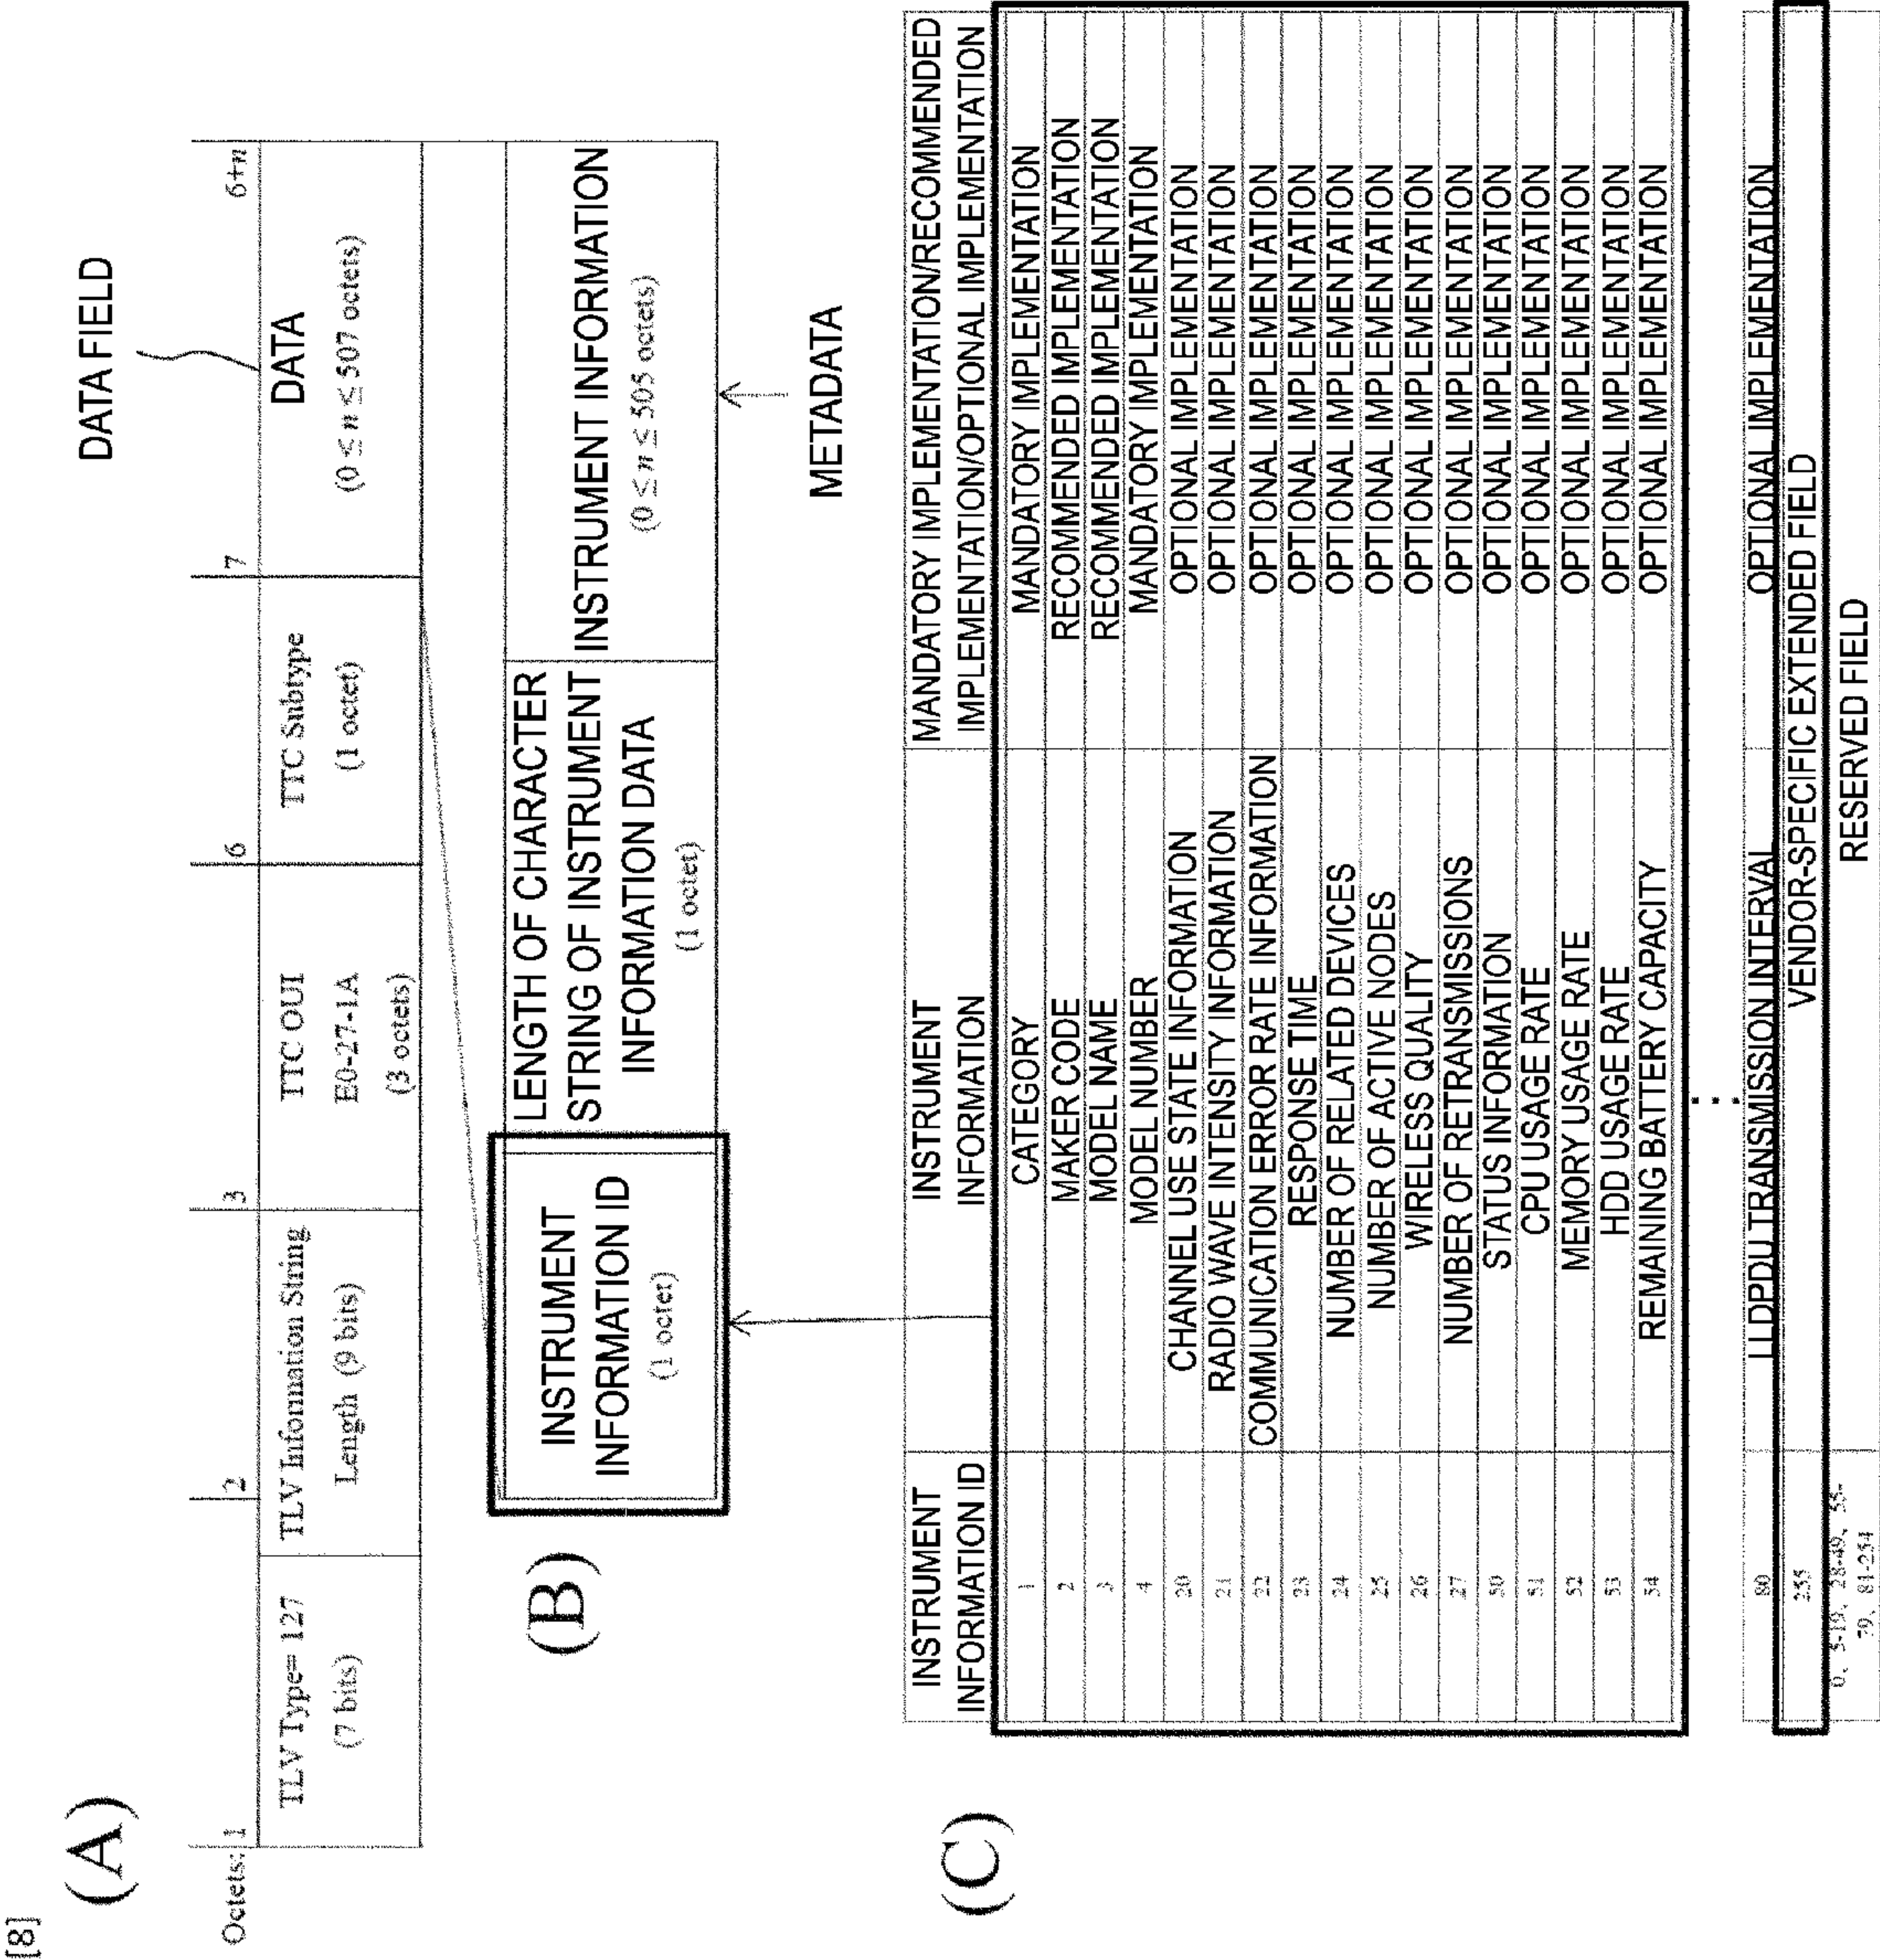 [8]
(A)
DATA FIELD
Octets: 1 2 3 6 7 6+n
TLV Type= 127
(7 bits)
TLV Information String
Length (9 bits)
TTC OUI
E0-27-1A
(3 octets)
TTC Subtype
(1 octet)
DATA
(0 ≤ n ≤ 507 octets)
(B)
INSTRUMENT
INFORMATION ID
(1 octet)
LENGTH OF CHARACTER
STRING OF INSTRUMENT
INFORMATION DATA
(1 octet)
INSTRUMENT INFORMATION
(0 ≤ n ≤ 505 octets)
METADATA
(C)
INSTRUMENT
INFORMATION ID
INSTRUMENT
INFORMATION
MANDATORY IMPLEMENTATION/RECOMMENDED
IMPLEMENTATION/OPTIONAL IMPLEMENTATION
1 CATEGORY MANDATORY IMPLEMENTATION
2 MAKER CODE RECOMMENDED IMPLEMENTATION
3 MODEL NAME RECOMMENDED IMPLEMENTATION
4 MODEL NUMBER MANDATORY IMPLEMENTATION
20 CHANNEL USE STATE INFORMATION OPTIONAL IMPLEMENTATION
21 RADIO WAVE INTENSITY INFORMATION OPTIONAL IMPLEMENTATION
22 COMMUNICATION ERROR RATE INFORMATION OPTIONAL IMPLEMENTATION
23 RESPONSE TIME OPTIONAL IMPLEMENTATION
24 NUMBER OF RELATED DEVICES OPTIONAL IMPLEMENTATION
25 NUMBER OF ACTIVE NODES OPTIONAL IMPLEMENTATION
26 WIRELESS QUALITY OPTIONAL IMPLEMENTATION
27 NUMBER OF RETRANSMISSIONS OPTIONAL IMPLEMENTATION
50 STATUS INFORMATION OPTIONAL IMPLEMENTATION
51 CPU USAGE RATE OPTIONAL IMPLEMENTATION
52 MEMORY USAGE RATE OPTIONAL IMPLEMENTATION
53 HDD USAGE RATE OPTIONAL IMPLEMENTATION
54 REMAINING BATTERY CAPACITY OPTIONAL IMPLEMENTATION
⋮
80 LLDPDU TRANSMISSION INTERVAL OPTIONAL IMPLEMENTATION
255 VENDOR-SPECIFIC EXTENDED FIELD
0、5-19、28-49、55-
79、81-254 RESERVED FIELD